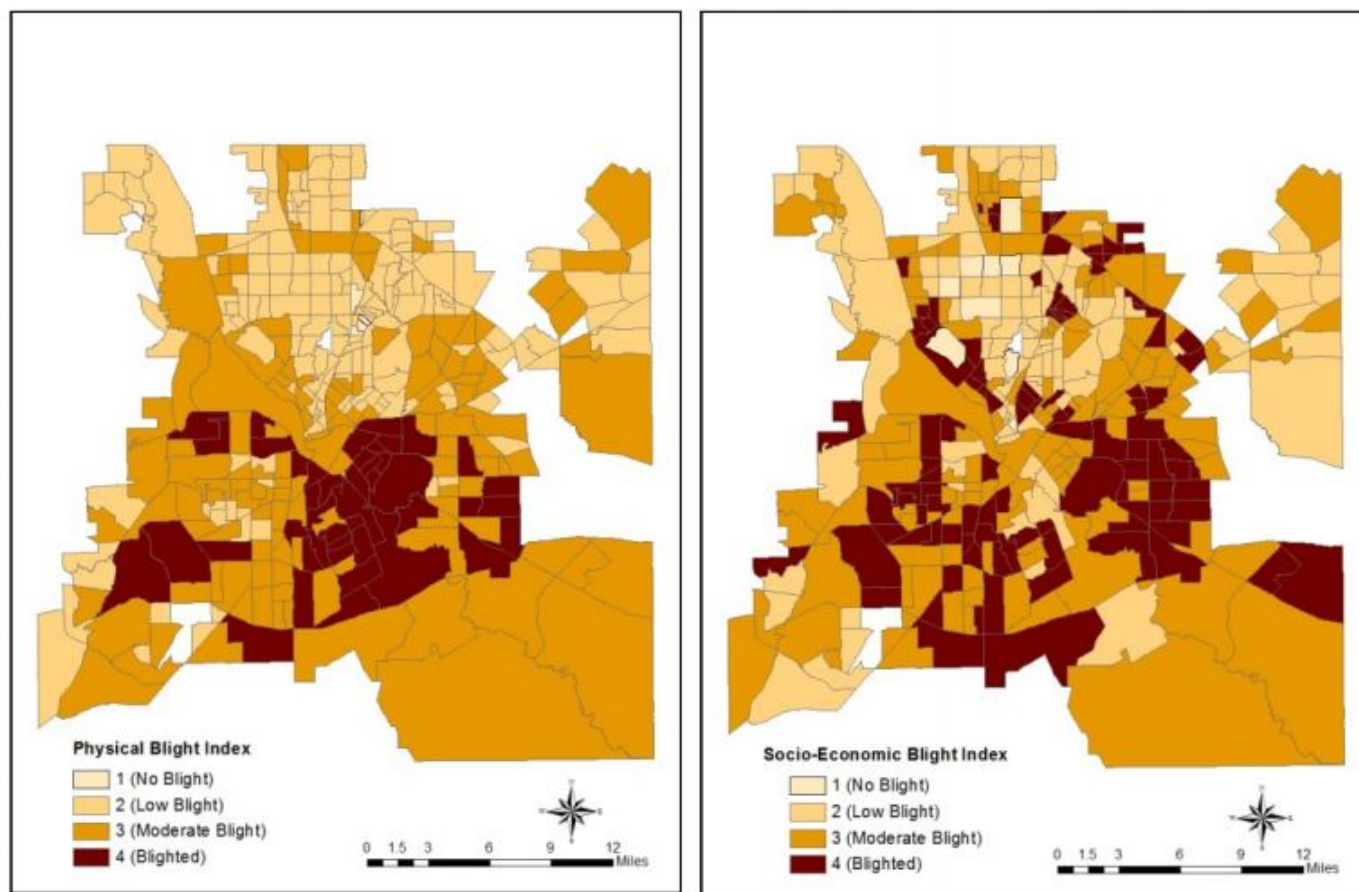 Physical Blight Index
1 (No Blight)
2 (Low Blight)
3 (Moderate Blight)
4 (Blighted)
0 1.5 3 6 9 12
Miles
Socio-Economic Blight Index
1 (No Blight)
2 (Low Blight)
3 (Moderate Blight)
4 (Blighted)
0 1.5 3 6 9 12
Miles